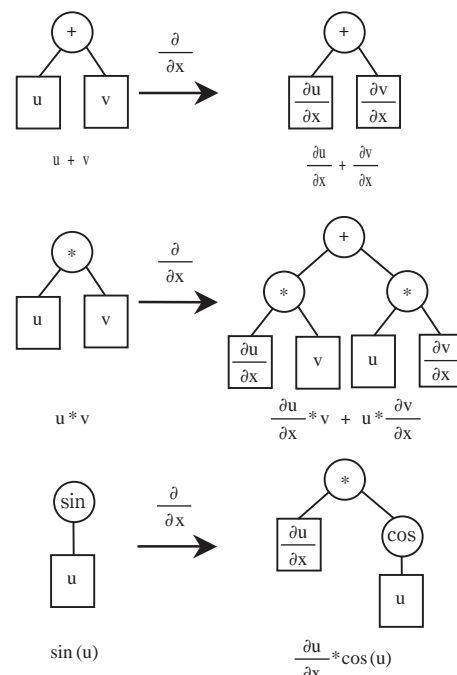 + ∂ +
∂x
u v ∂u ∂v
∂x ∂x
u + v ∂u + ∂v
∂x ∂x
* ∂ +
∂x
* *
u v ∂u v u ∂v
∂x ∂x
u * v ∂u * v + u * ∂v
∂x ∂x
sin ∂ *
∂x
∂u cos
∂x
u u
sin (u) ∂u * cos (u)
∂x